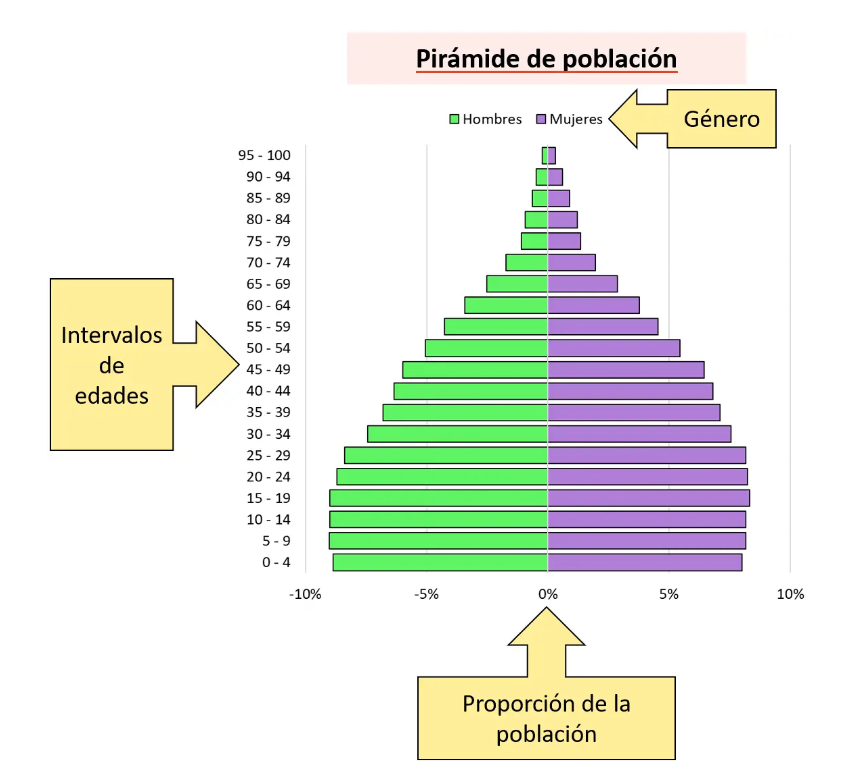 Pirámide de población
Hombres
Mujeres
Género
95 - 100
90 - 94
85 - 89
80 - 84
75 - 79
70 - 74
65 - 69
60 - 64
55 - 59
50 - 54
45 - 49
40 - 44
35 - 39
30 - 34
25 - 29
20 - 24
15 - 19
10 - 14
5 - 9
0 - 4
Intervalos
de
edades
-10%
-5%
0%
5%
10%
Proporción de la
población